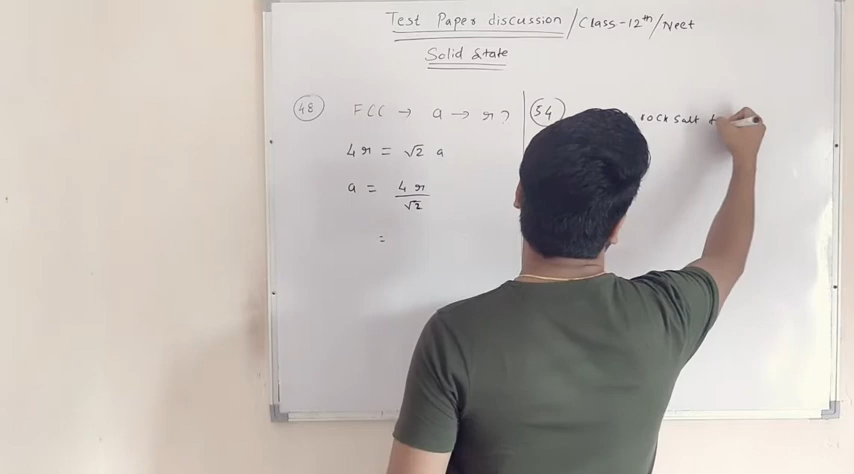 Test Paper discussion / Class-12th / Neet
Solid State
48 FCC → a → r ?
4r = √2 a
a = 4r / √2
=
54 rock salt